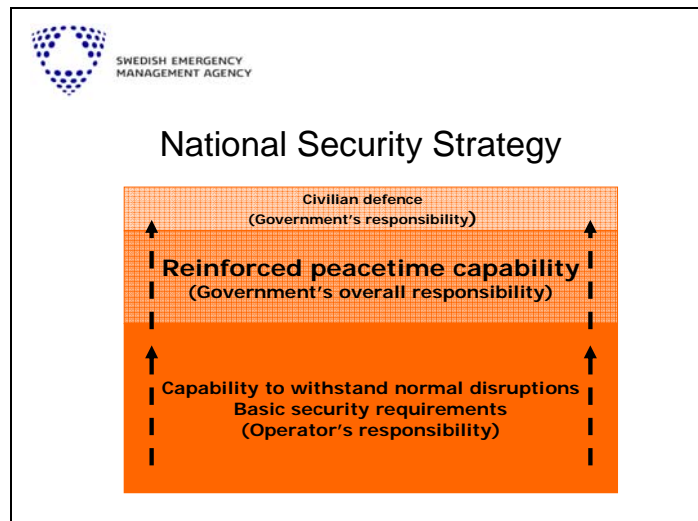 SWEDISH EMERGENCY
MANAGEMENT AGENCY
National Security Strategy
Civilian defence
(Government's responsibility)
Reinforced peacetime capability
(Government's overall responsibility)
Capability to withstand normal disruptions
Basic security requirements
(Operator's responsibility)